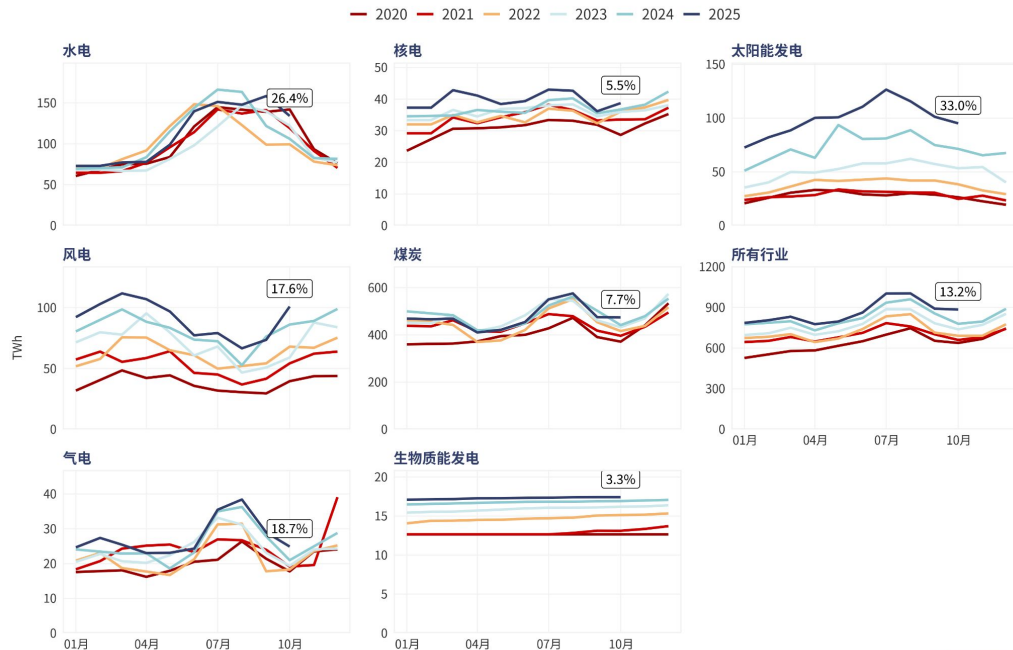 2020 2021 2022 2023 2024 2025
水电 核电 太阳能发电
150 100 50 0 26.4%
50 40 30 20 10 0 5.5%
150 100 50 0 33.0%
风电 煤炭 所有行业
TWh
100 50 0 17.6%
600 400 200 0 7.7%
1200 900 600 300 0 13.2%
01月 04月 07月 10月
气电 生物质能发电
40 30 20 10 0 18.7%
20 15 10 5 0 3.3%
01月 04月 07月 10月 01月 04月 07月 10月